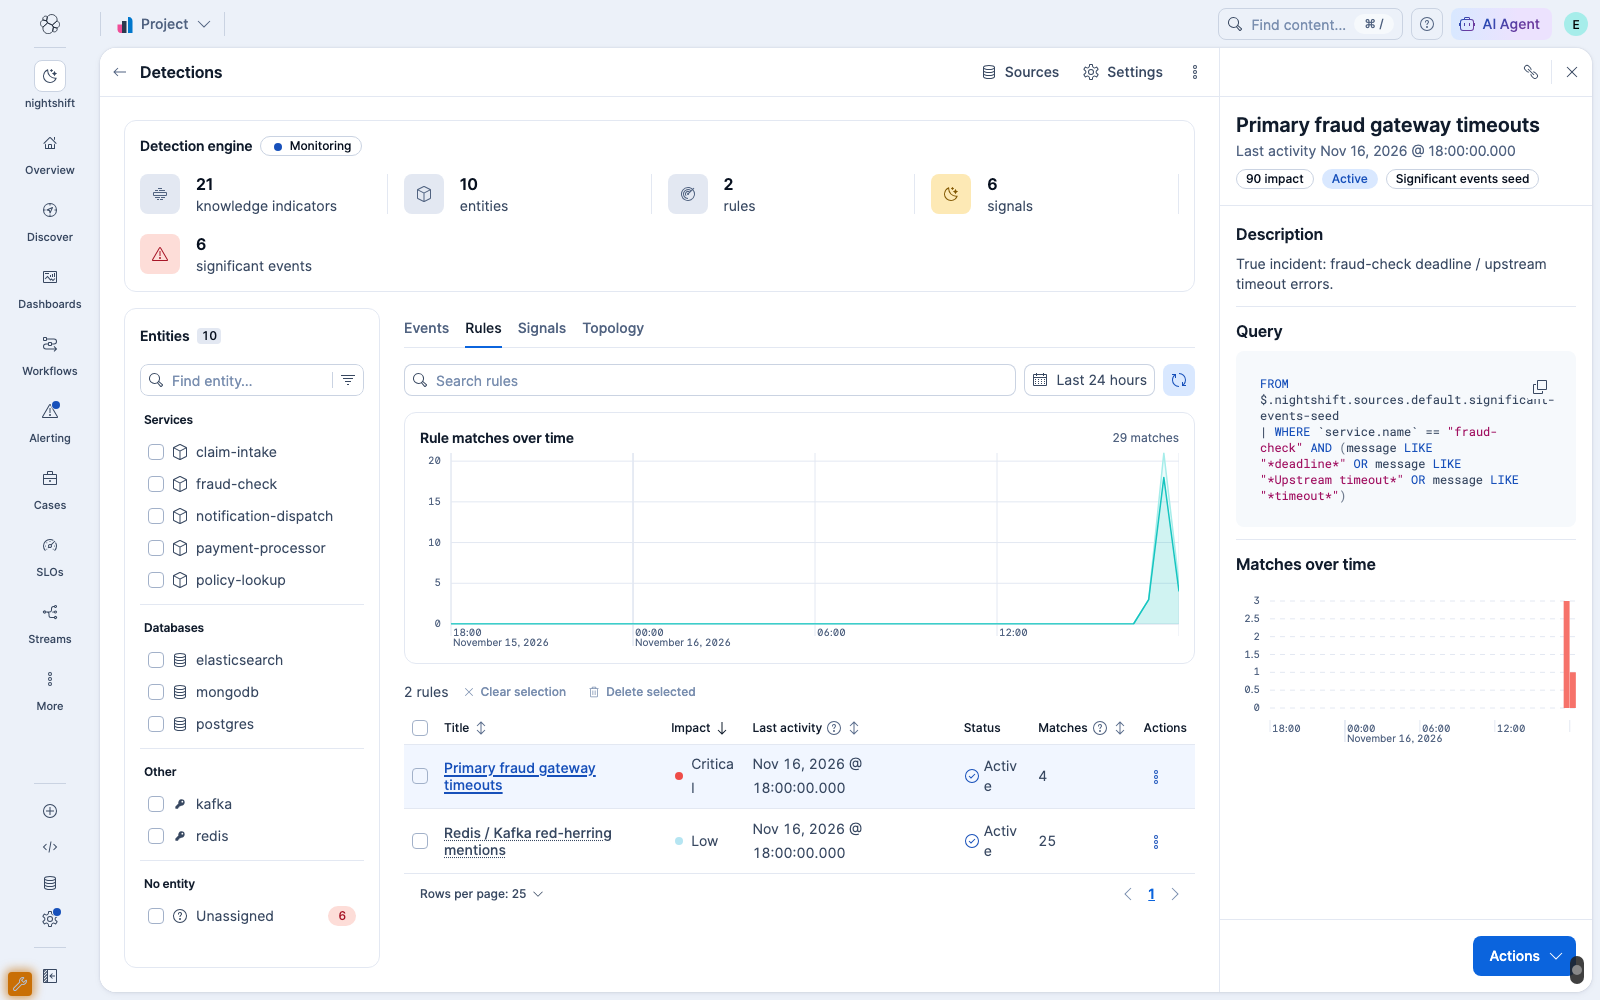 Project
Find content...
⌘ /
AI Agent
E
nightshift
Overview
Discover
Dashboards
Workflows
Alerting
Cases
SLOs
Streams
More
Detections
Sources
Settings
Detection engine
Monitoring
21
knowledge indicators
10
entities
2
rules
6
signals
6
significant events
Entities 10
Find entity...
Services
claim-intake
fraud-check
notification-dispatch
payment-processor
policy-lookup
Databases
elasticsearch
mongodb
postgres
Other
kafka
redis
No entity
Unassigned
6
Events
Rules
Signals
Topology
Search rules
Last 24 hours
Rule matches over time
29 matches
20
15
10
5
0
18:00
November 15, 2026
00:00
November 16, 2026
06:00
12:00
2 rules
Clear selection
Delete selected
Title
Impact
Last activity
Status
Matches
Actions
Primary fraud gateway
timeouts
Critica
l
Nov 16, 2026 @
18:00:00.000
Activ
e
4
Redis / Kafka red-herring
mentions
Low
Nov 16, 2026 @
18:00:00.000
Activ
e
25
Rows per page: 25
1
Primary fraud gateway timeouts
Last activity Nov 16, 2026 @ 18:00:00.000
90 impact
Active
Significant events seed
Description
True incident: fraud-check deadline / upstream
timeout errors.
Query
FROM
$.nightshift.sources.default.significant-
events-seed
| WHERE `service.name` == "fraud-
check" AND (message LIKE
"*deadline*" OR message LIKE
"*Upstream timeout*" OR message LIKE
"*timeout*")
Matches over time
3
2.5
2
1.5
1
0.5
0
18:00
00:00
November 16, 2026
06:00
12:00
Actions